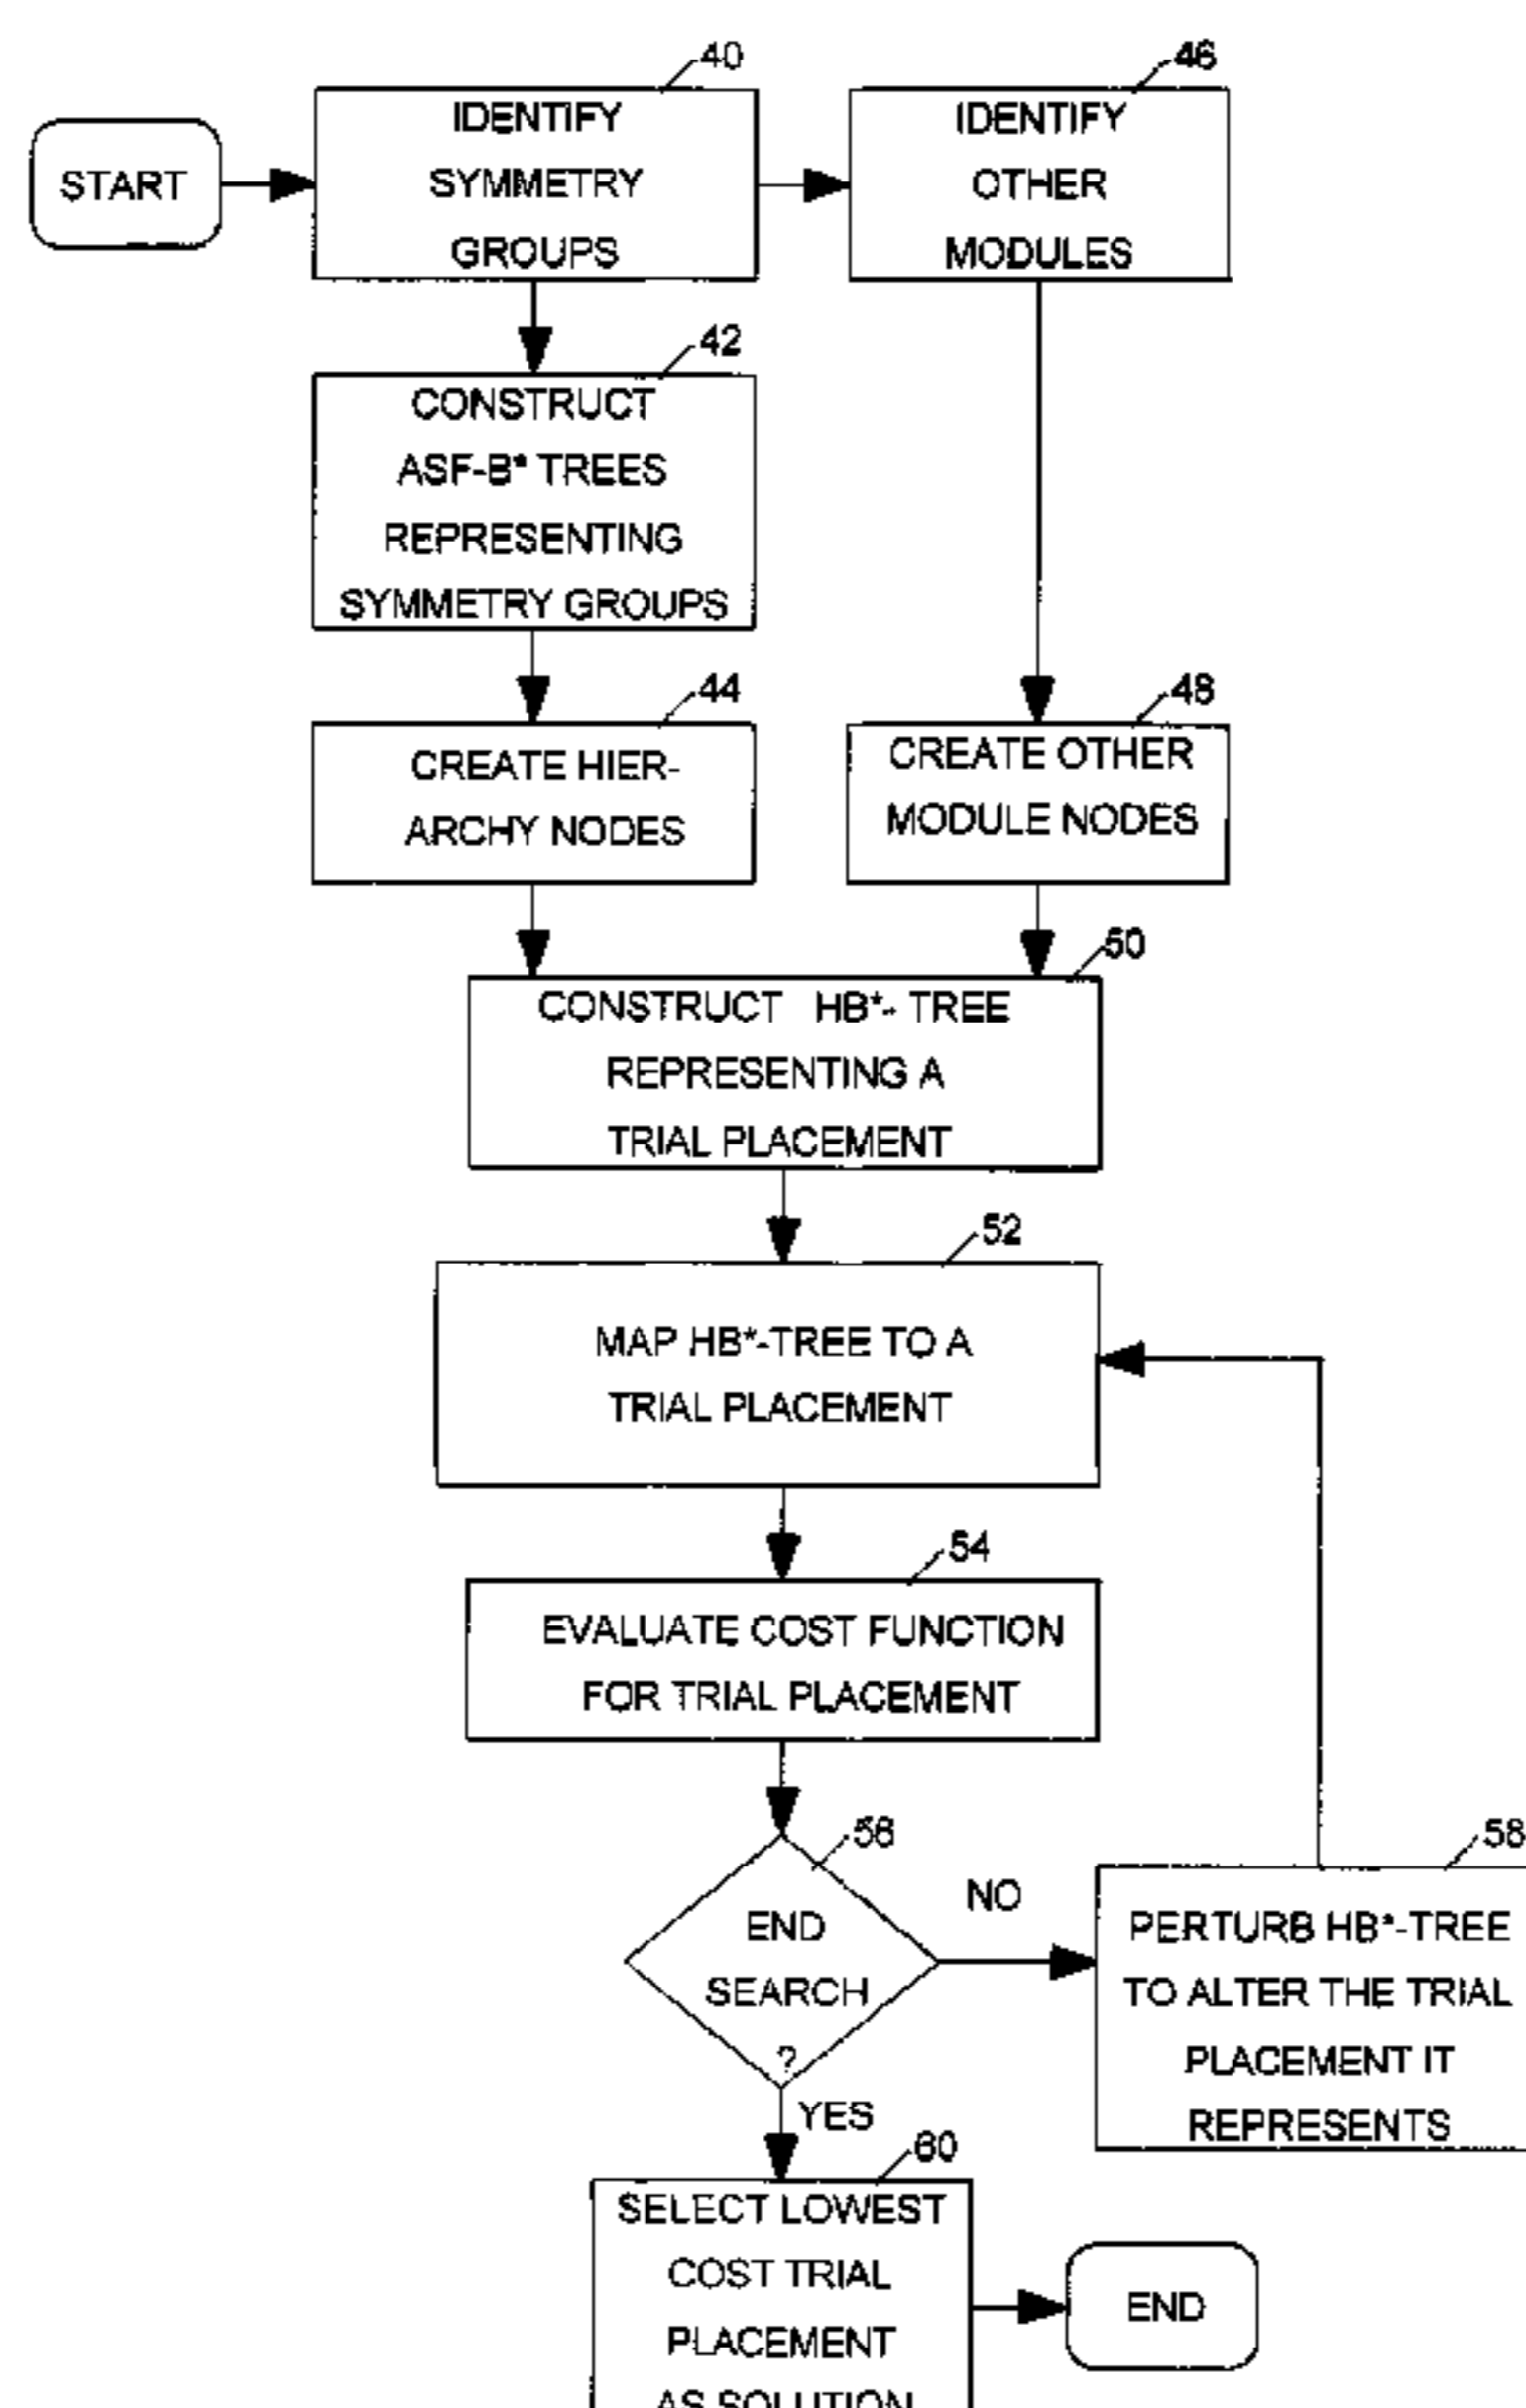 START
40
IDENTIFY
SYMMETRY
GROUPS
46
IDENTIFY
OTHER
MODULES
42
CONSTRUCT
ASF-B* TREES
REPRESENTING
SYMMETRY GROUPS
44
CREATE HIER-
ARCHY NODES
48
CREATE OTHER
MODULE NODES
50
CONSTRUCT HB*- TREE
REPRESENTING A
TRIAL PLACEMENT
52
MAP HB*-TREE TO A
TRIAL PLACEMENT
54
EVALUATE COST FUNCTION
FOR TRIAL PLACEMENT
56
END
SEARCH
?
NO
58
PERTURB HB*-TREE
TO ALTER THE TRIAL
PLACEMENT IT
REPRESENTS
YES
60
SELECT LOWEST
COST TRIAL
PLACEMENT
AS SOLUTION
END